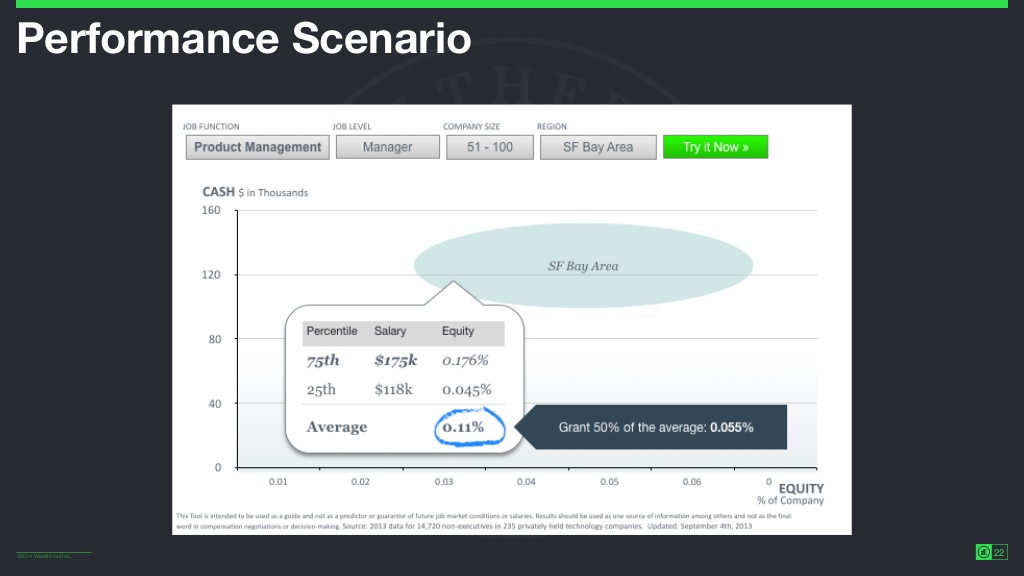 Performance Scenario
JOB FUNCTION JOB LEVEL COMPANY SIZE REGION
Product Management Manager 51 - 100 SF Bay Area Try it Now »
CASH $ in Thousands
160
120
80
40
0
SF Bay Area
Percentile Salary Equity
75th $175k 0.176%
25th $118k 0.045%
Average 0.11%
Grant 50% of the average: 0.055%
0.01 0.02 0.03 0.04 0.05 0.06 0
EQUITY
% of Company
This Tool is intended to be used as a guide and not as a predictor or guarantor of future job market conditions or salaries. Results should be used as one source of information among others and not as the final
word in compensation negotiations or decision-making. Source: 2013 data for 14,720 non-executives in 235 privately held technology companies. Updated: September 4th, 2013
22